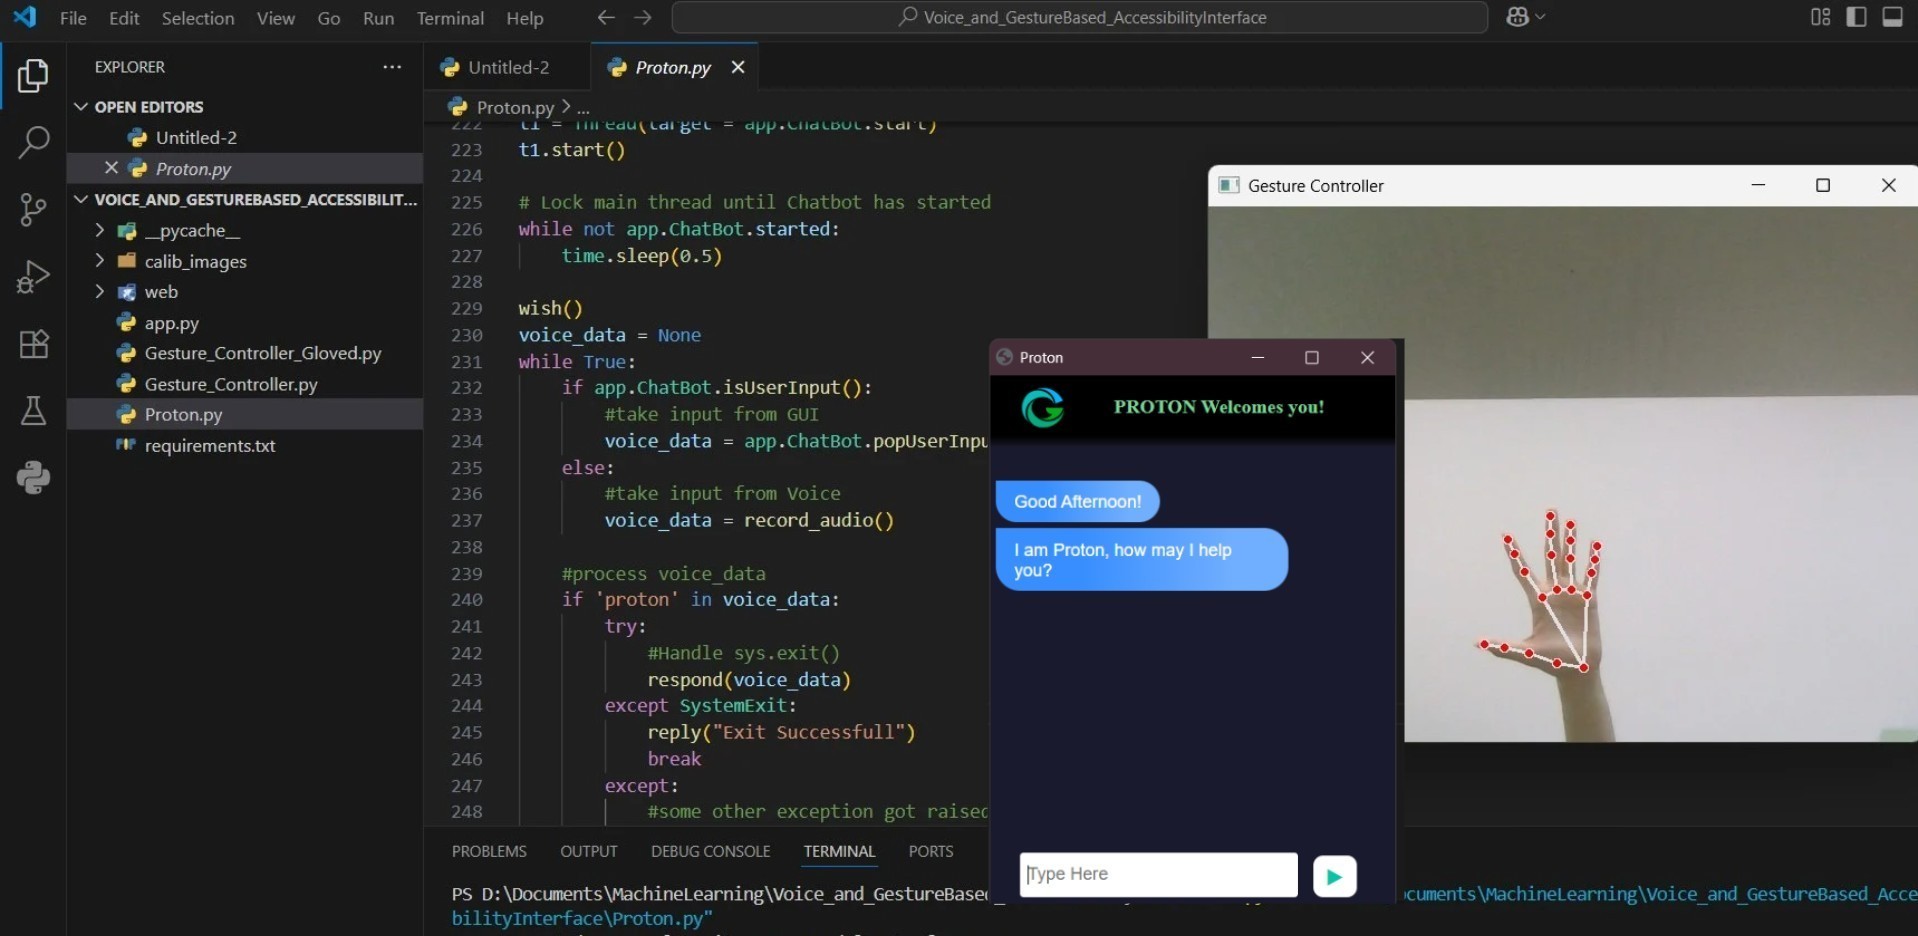 File Edit Selection View Go Run Terminal Help
Voice_and_GestureBased_AccessibilityInterface
EXPLORER
OPEN EDITORS
Untitled-2
Proton.py
VOICE_AND_GESTUREBASED_ACCESSIBILIT...
__pycache__
calib_images
web
app.py
Gesture_Controller_Gloved.py
Gesture_Controller.py
Proton.py
requirements.txt
Untitled-2
Proton.py
Proton.py > ...
222 t1 = Thread(target = app.ChatBot.start)
223 t1.start()
224
225 # Lock main thread until Chatbot has started
226 while not app.ChatBot.started:
227 time.sleep(0.5)
228
229 wish()
230 voice_data = None
231 while True:
232 if app.ChatBot.isUserInput():
233 #take input from GUI
234 voice_data = app.ChatBot.popUserInpu
235 else:
236 #take input from Voice
237 voice_data = record_audio()
238
239 #process voice_data
240 if 'proton' in voice_data:
241 try:
242 #Handle sys.exit()
243 respond(voice_data)
244 except SystemExit:
245 reply("Exit Successfull")
246 break
247 except:
248 #some other exception got raised
PROBLEMS OUTPUT DEBUG CONSOLE TERMINAL PORTS
PS D:\Documents\MachineLearning\Voice_and_GestureBased
cuments\MachineLearning\Voice_and_GestureBased_Acce
bilityInterface\Proton.py"
Gesture Controller
Proton
PROTON Welcomes you!
Good Afternoon!
I am Proton, how may I help
you?
Type Here